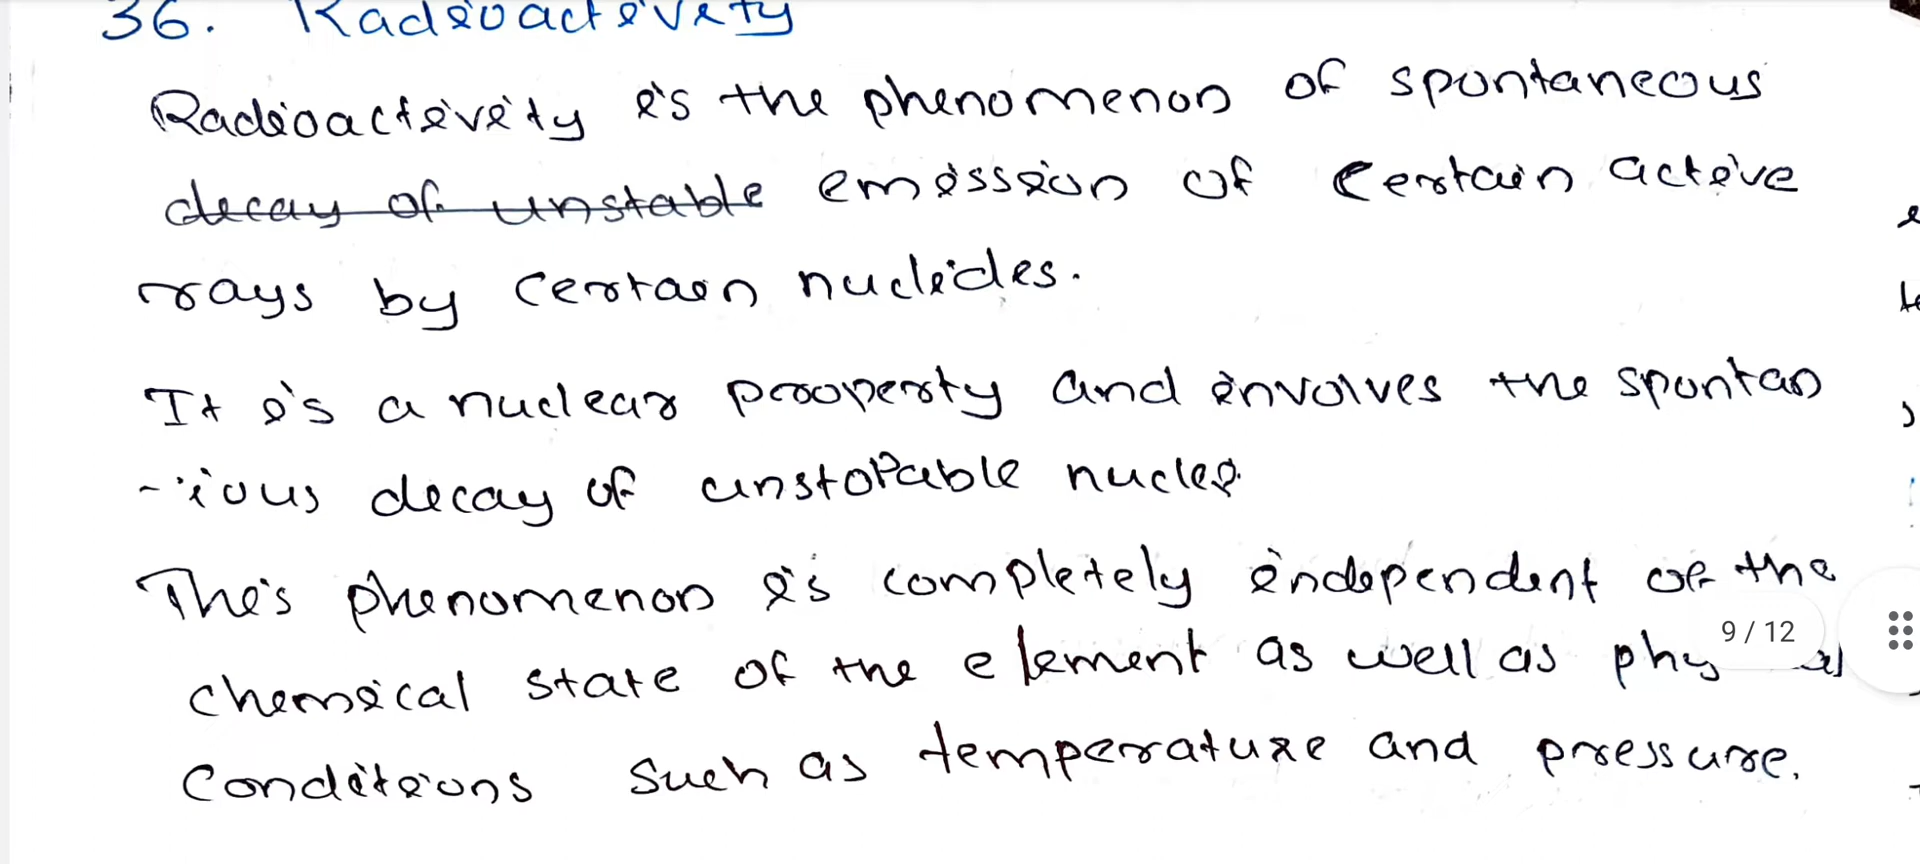 36. Radioactivity
Radioactivity is the phenomenon of spontaneous
decay of unstable emission of certain active
rays by certain nuclides.
It is a nuclear property and involves the spontan
-ious decay of unstopable nuclei.
This phenomenon is completely independent of the
9 / 12
chemical state of the element as well as
conditions such as temperature and pressure.